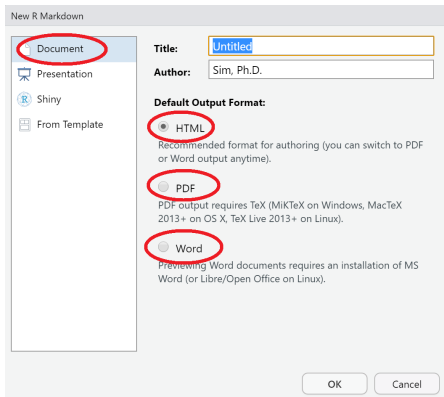 New R Markdown
Document
Presentation
R Shiny
From Template
Title: Untitled
Author: Sim, Ph.D.
Default Output Format:
HTML
Recommended format for authoring (you can switch to PDF
or Word output anytime).
PDF
PDF output requires TeX (MiKTeX on Windows, MacTeX
2013+ on OS X, TeX Live 2013+ on Linux).
Word
Previewing Word documents requires an installation of MS
Word (or Libre/Open Office on Linux).
OK Cancel